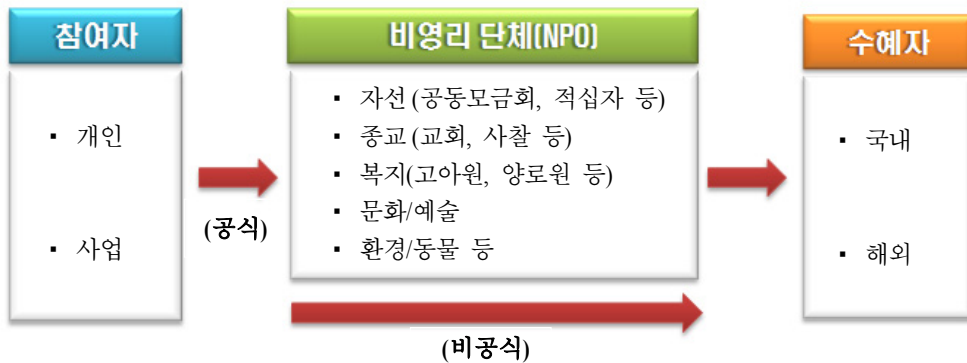 참여자
▪ 개인
▪ 사업
(공식)
비영리 단체(NPO)
▪ 자선(공동모금회, 적십자 등)
▪ 종교(교회, 사찰 등)
▪ 복지(고아원, 양로원 등)
▪ 문화/예술
▪ 환경/동물 등
(비공식)
수혜자
▪ 국내
▪ 해외